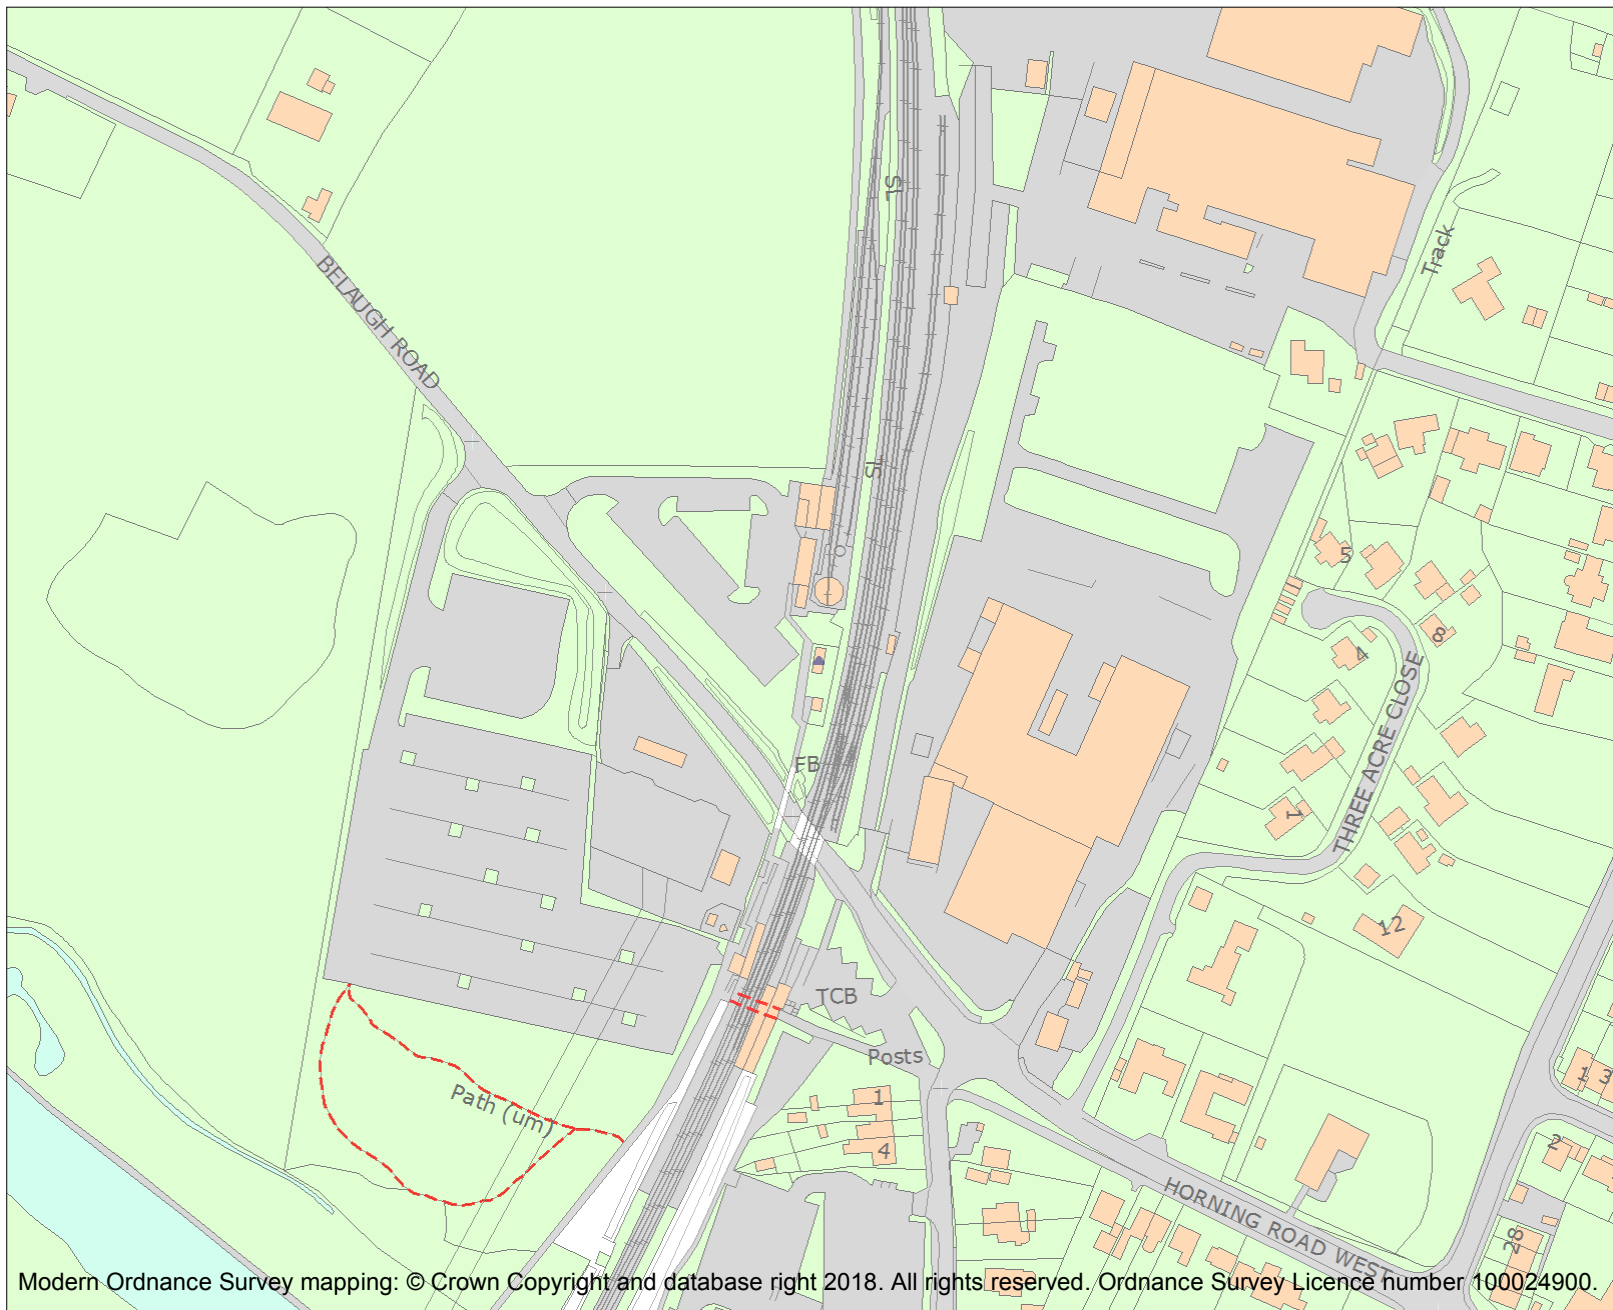 SL
Track
BELAUGH ROAD
5
8
4
FB
1
THREE ACRE CLOSE
12
TCB
Posts
1
Path (um)
4
1
3
2
HORNING ROAD WEST
28
Modern Ordnance Survey mapping: © Crown Copyright and database right 2018. All rights reserved. Ordnance Survey Licence number 100024900.